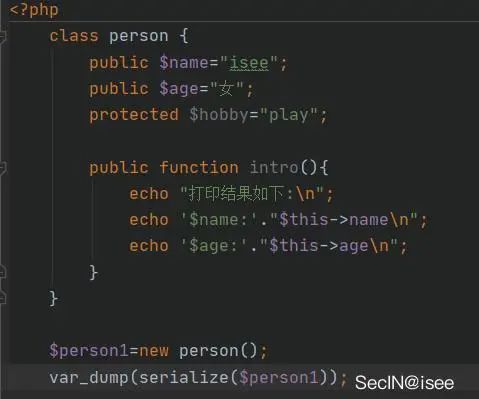 <?php
class person {
public $name="isee";
public $age="女";
protected $hobby="play";
public function intro(){
echo "打印结果如下:\n";
echo '$name:'."$this->name\n";
echo '$age:'."$this->age\n";
}
}
$person1=new person();
var_dump(serialize($person1));
SecIN@isee